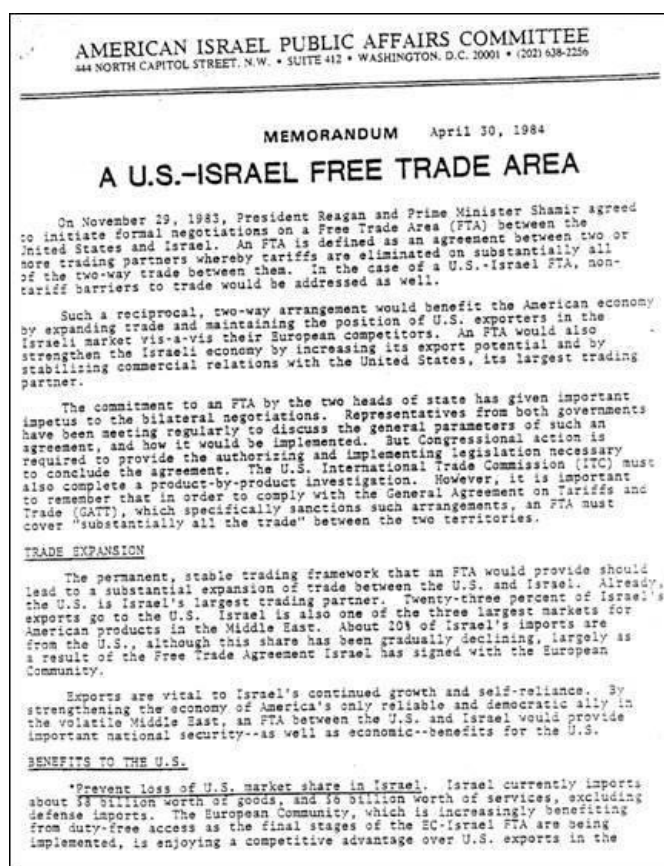 AMERICAN ISRAEL PUBLIC AFFAIRS COMMITTEE
444 NORTH CAPITOL STREET, N.W. • SUITE 412 • WASHINGTON, D.C. 20001 • (202) 638-2256
MEMORANDUM April 30, 1984
A U.S.-ISRAEL FREE TRADE AREA
On November 29, 1983, President Reagan and Prime Minister Shamir agreed
to initiate formal negotiations on a Free Trade Area (FTA) between the
United States and Israel. An FTA is defined as an agreement between two or
more trading partners whereby tariffs are eliminated on substantially all
of the two-way trade between them. In the case of a U.S.-Israel FTA, non-
tariff barriers to trade would be addressed as well.
Such a reciprocal, two-way arrangement would benefit the American economy
by expanding trade and maintaining the position of U.S. exporters in the
Israeli market vis-a-vis their European competitors. An FTA would also
strengthen the Israeli economy by increasing its export potential and by
stabilizing commercial relations with the United States, its largest trading
partner.
The commitment to an FTA by the two heads of state has given important
impetus to the bilateral negotiations. Representatives from both governments
have been meeting regularly to discuss the general parameters of such an
agreement, and how it would be implemented. But Congressional action is
required to provide the authorizing and implementing legislation necessary
to conclude the agreement. The U.S. International Trade Commission (ITC) must
also complete a product-by-product investigation. However, it is important
to remember that in order to comply with the General Agreement on Tariffs and
Trade (GATT), which specifically sanctions such arrangements, an FTA must
cover "substantially all the trade" between the two territories.
TRADE EXPANSION
The permanent, stable trading framework that an FTA would provide should
lead to a substantial expansion of trade between the U.S. and Israel. Already,
the U.S. is Israel's largest trading partner. Twenty-three percent of Israel's
exports go to the U.S. Israel is also one of the three largest markets for
American products in the Middle East. About 20% of Israel's imports are
from the U.S., although this share has been gradually declining, largely as
a result of the Free Trade Agreement Israel has signed with the European
Community.
Exports are vital to Israel's continued growth and self-reliance. By
strengthening the economy of America's only reliable and democratic ally in
the volatile Middle East, an FTA between the U.S. and Israel would provide
important national security--as well as economic--benefits for the U.S.
BENEFITS TO THE U.S.
*Prevent loss of U.S. market share in Israel. Israel currently imports
about $8 billion worth of goods, and $6 billion worth of services, excluding
defense imports. The European Community, which is increasingly benefiting
from duty-free access as the final stages of the EC-Israel FTA are being
implemented, is enjoying a competitive advantage over U.S. exports in the